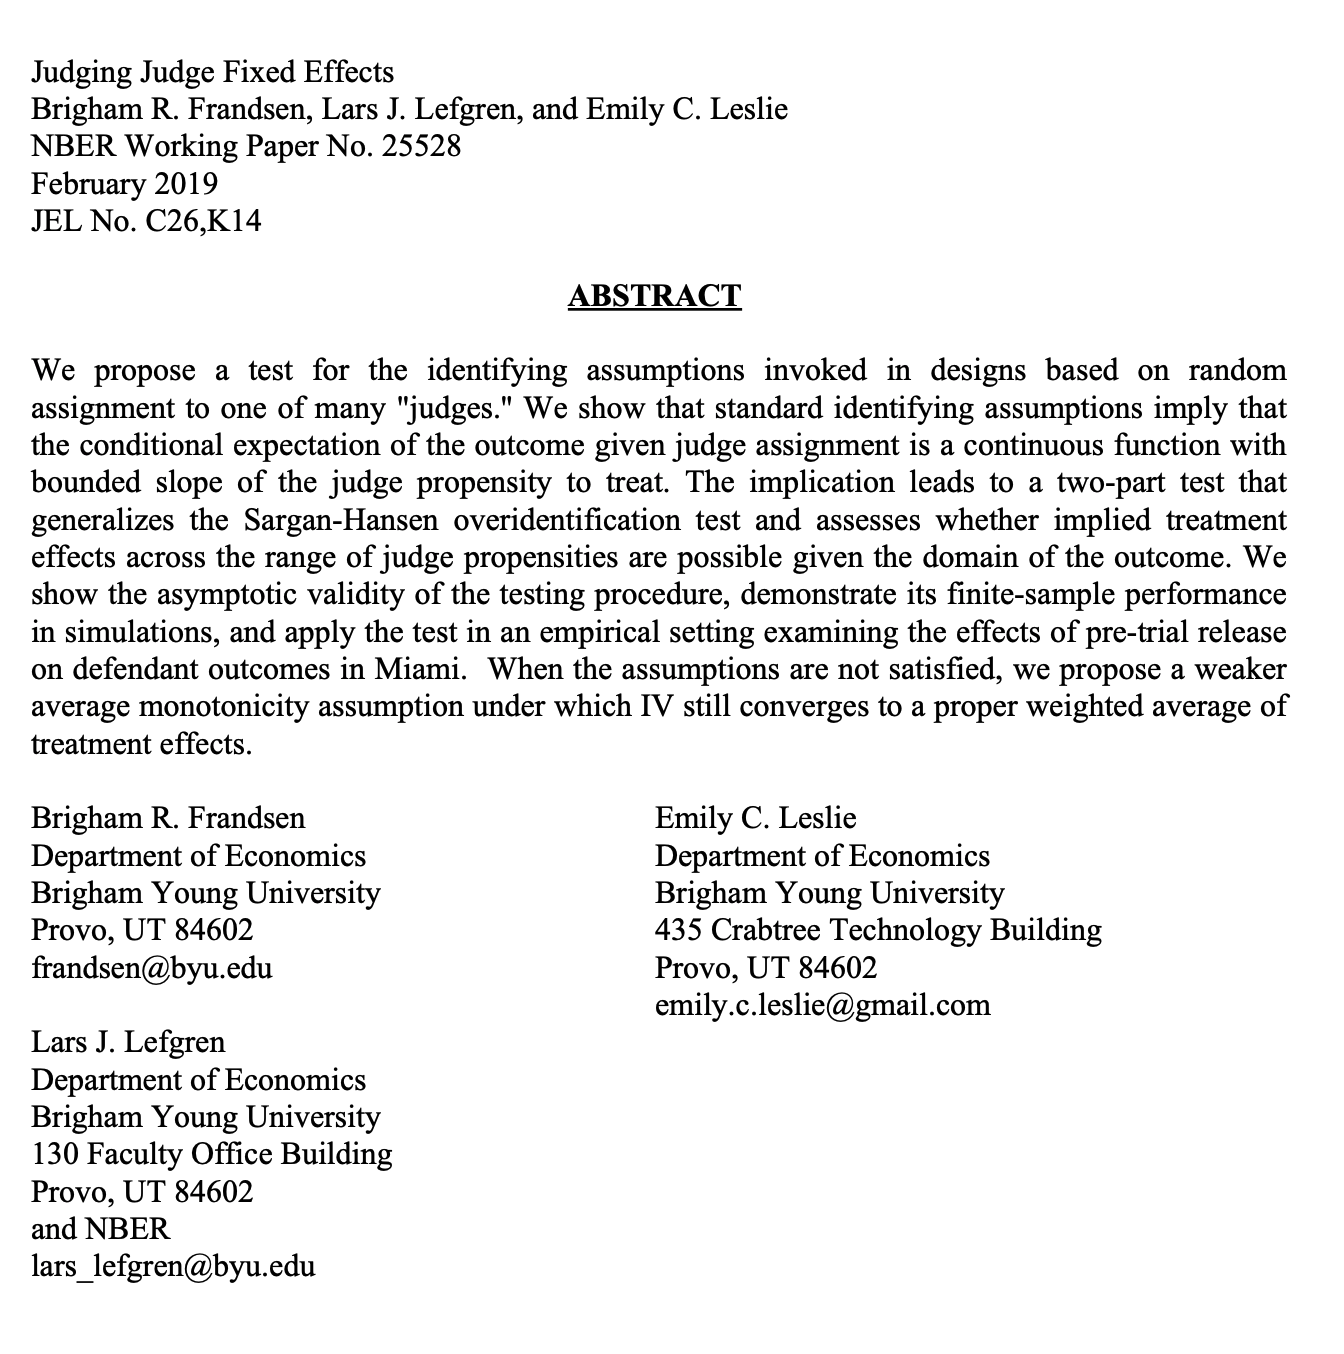 Judging Judge Fixed Effects
Brigham R. Frandsen, Lars J. Lefgren, and Emily C. Leslie
NBER Working Paper No. 25528
February 2019
JEL No. C26,K14
ABSTRACT
We propose a test for the identifying assumptions invoked in designs based on random
assignment to one of many "judges." We show that standard identifying assumptions imply that
the conditional expectation of the outcome given judge assignment is a continuous function with
bounded slope of the judge propensity to treat. The implication leads to a two-part test that
generalizes the Sargan-Hansen overidentification test and assesses whether implied treatment
effects across the range of judge propensities are possible given the domain of the outcome. We
show the asymptotic validity of the testing procedure, demonstrate its finite-sample performance
in simulations, and apply the test in an empirical setting examining the effects of pre-trial release
on defendant outcomes in Miami.  When the assumptions are not satisfied, we propose a weaker
average monotonicity assumption under which IV still converges to a proper weighted average of
treatment effects.
Brigham R. Frandsen
Department of Economics
Brigham Young University
Provo, UT 84602
frandsen@byu.edu
Lars J. Lefgren
Department of Economics
Brigham Young University
130 Faculty Office Building
Provo, UT 84602
and NBER
lars_lefgren@byu.edu
Emily C. Leslie
Department of Economics
Brigham Young University
435 Crabtree Technology Building
Provo, UT 84602
emily.c.leslie@gmail.com